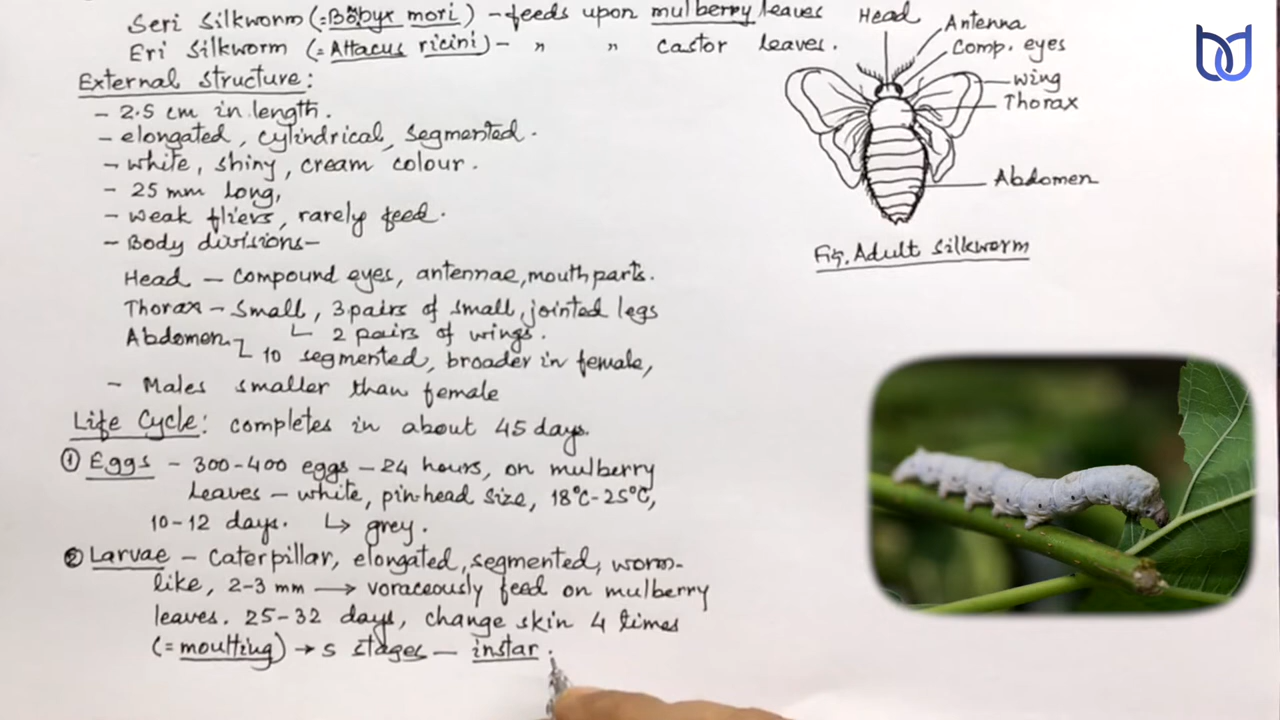 Seri Silkworm (=Bobyx mori) – feeds upon mulberry leaves
Eri Silkworm (= Attacus ricini) – " " castor leaves.
External structure:
– 2.5 cm in length.
– elongated, cylindrical, segmented.
– white, shiny, cream colour.
– 25 mm long,
– weak fliers, rarely feed.
– Body divisions–
Head – compound eyes, antennae, mouth parts.
Thorax – small, 3 pairs of small, jointed legs
↳ 2 pairs of wings.
Abdomen
↳ 10 segmented, broader in female,
– Males smaller than female
Life Cycle: completes in about 45 days.
① Eggs – 300-400 eggs – 24 hours, on mulberry
leaves – white, pin-head size, 18°C-25°C,
10-12 days. ↳ grey.
② Larvae – caterpillar, elongated, segmented, worm-
like, 2-3 mm → voraceously feed on mulberry
leaves. 25-32 days, change skin 4 times
(= moulting) → 5 stages – instar.
Head
Antenna
Comp. eyes
wing
Thorax
Abdomen
Fig. Adult silkworm